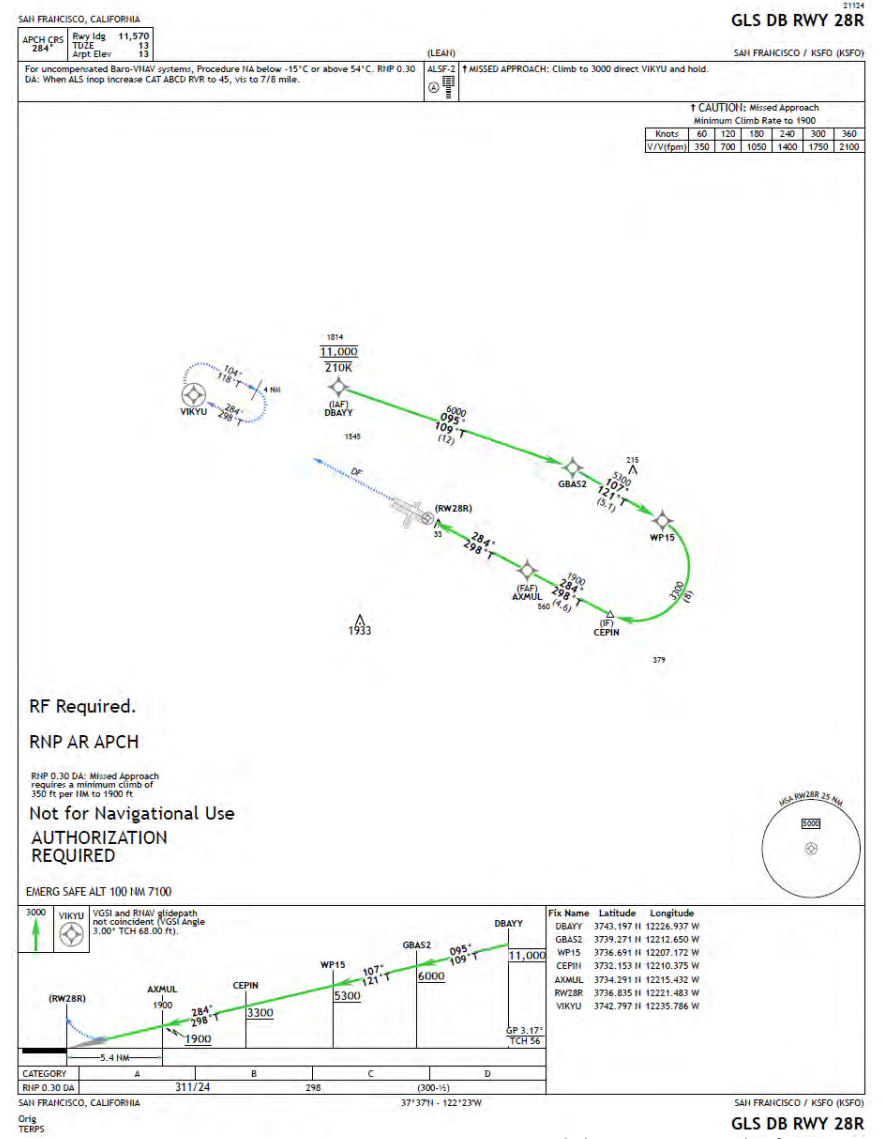 21124
SAN FRANCISCO, CALIFORNIA
GLS DB RWY 28R
APCH CRS
284°
Rwy ldg 11,570
TDZE 13
Arpt Elev 13
(LEAN)
SAN FRANCISCO / KSFO (KSFO)
For uncompensated Baro-VNAV systems, Procedure NA below -15°C or above 54°C. RNP 0.30
DA: When ALS inop increase CAT ABCD RVR to 45, vis to 7/8 mile.
ALSF-2
A
↑ MISSED APPROACH: Climb to 3000 direct VIKYU and hold.
↑ CAUTION: Missed Approach
Minimum Climb Rate to 1900
Knots 60 120 180 240 300 360
V/V(fpm) 350 700 1050 1400 1750 2100
1814
11,000
210K
(IAF)
DBAYY
104°
118°T
4 NM
284°
298°T
VIKYU
6000
095°
109°T
(12)
1545
GBAS2
215
5300
107°
121°T
(5.1)
WP15
DF
(RW28R)
33
284°
298°T
(FAF)
AXMUL
1900
284°
298°T
(4.6)
560
3300
(8)
(IF)
CEPIN
1933
379
RF Required.
RNP AR APCH
RNP 0.30 DA: Missed Approach
requires a minimum climb of
350 ft per NM to 1900 ft
Not for Navigational Use
AUTHORIZATION
REQUIRED
MSA RW28R 25 NM
5000
EMERG SAFE ALT 100 NM 7100
3000
VIKYU
VGSI and RNAV glidepath
not coincident (VGSI Angle
3.00° TCH 68.00 ft).
DBAYY
GBAS2
095°
109°T
11,000
WP15
107°
121°T
6000
CEPIN
5300
AXMUL
1900
(RW28R)
284°
298°T
3300
1900
GP 3.17°
TCH 56
5.4 NM
Fix Name Latitude Longitude
DBAYY 3743.197 N 12226.937 W
GBAS2 3739.271 N 12212.650 W
WP15 3736.691 N 12207.172 W
CEPIN 3732.153 N 12210.375 W
AXMUL 3734.291 N 12215.432 W
RW28R 3736.835 N 12221.483 W
VIKYU 3742.797 N 12235.786 W
CATEGORY A B C D
RNP 0.30 DA 311/24 298 (300-½)
SAN FRANCISCO, CALIFORNIA
37°37'N - 122°23'W
SAN FRANCISCO / KSFO (KSFO)
Orig
TERPS
GLS DB RWY 28R